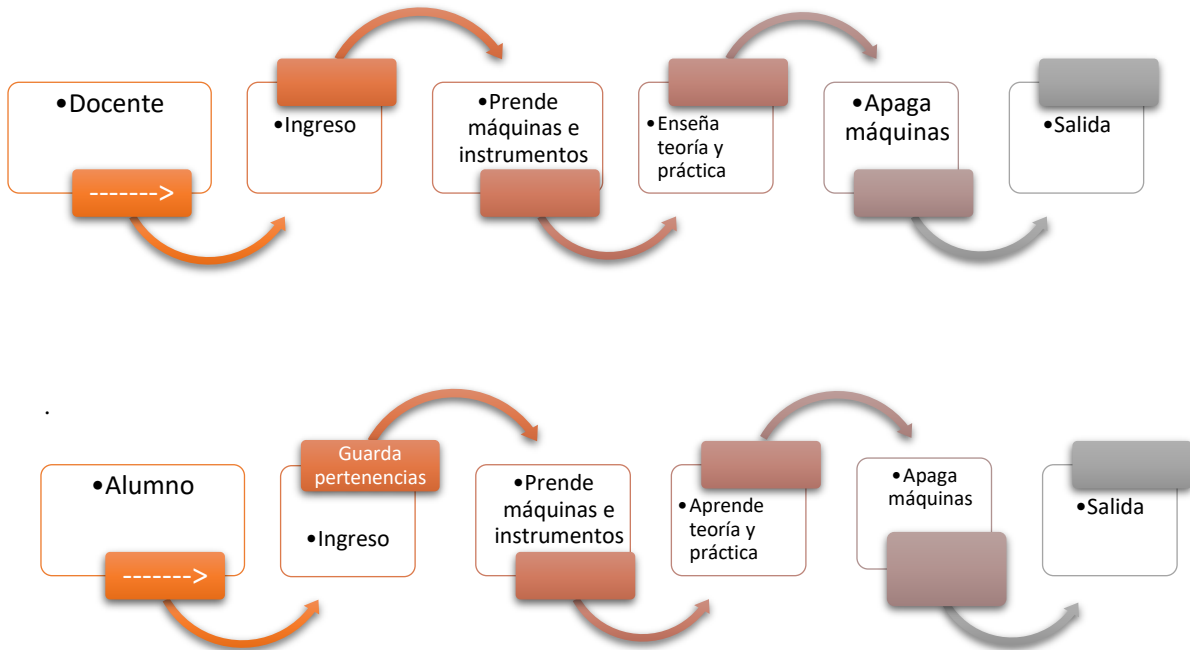 •Docente
------->
•Ingreso
•Prende
máquinas e
instrumentos
•Enseña
teoría y
práctica
•Apaga
máquinas
•Salida
.
•Alumno
------->
Guarda
pertenencias
•Ingreso
•Prende
máquinas e
instrumentos
•Aprende
teoría y
práctica
•Apaga
máquinas
•Salida